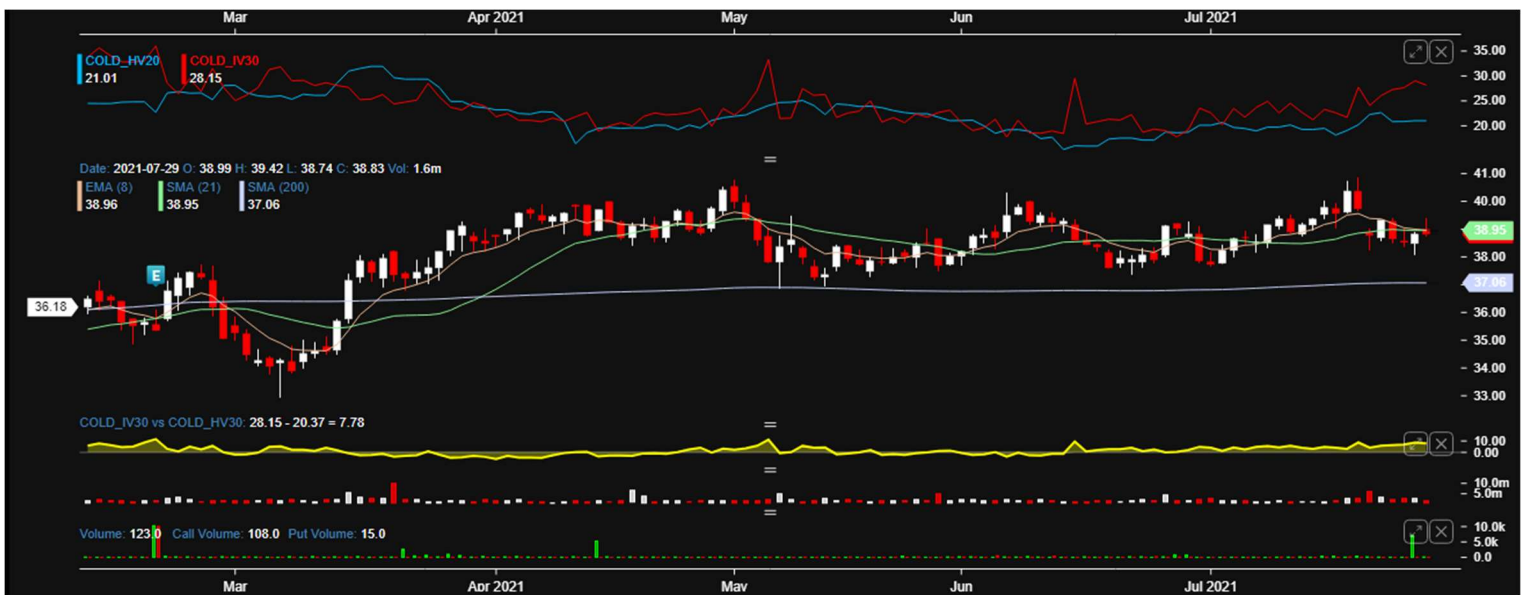 Mar Apr 2021 May Jun Jul 2021
COLD_HV20 COLD_IV30
21.01 28.15
35.00
30.00
25.00
20.00
Date: 2021-07-29 O: 38.99 H: 39.42 L: 38.74 C: 38.83 Vol: 1.6m
EMA (8) SMA (21) SMA (200)
38.96 38.95 37.06
41.00
40.00
38.95
38.00
37.06
E
36.18
36.00
35.00
34.00
33.00
COLD_IV30 vs COLD_HV30: 28.15 - 20.37 = 7.78
10.00
0.00
10.0m
5.0m
Volume: 123.0 Call Volume: 108.0 Put Volume: 15.0
10.0k
5.0k
0.0
Mar Apr 2021 May Jun Jul 2021